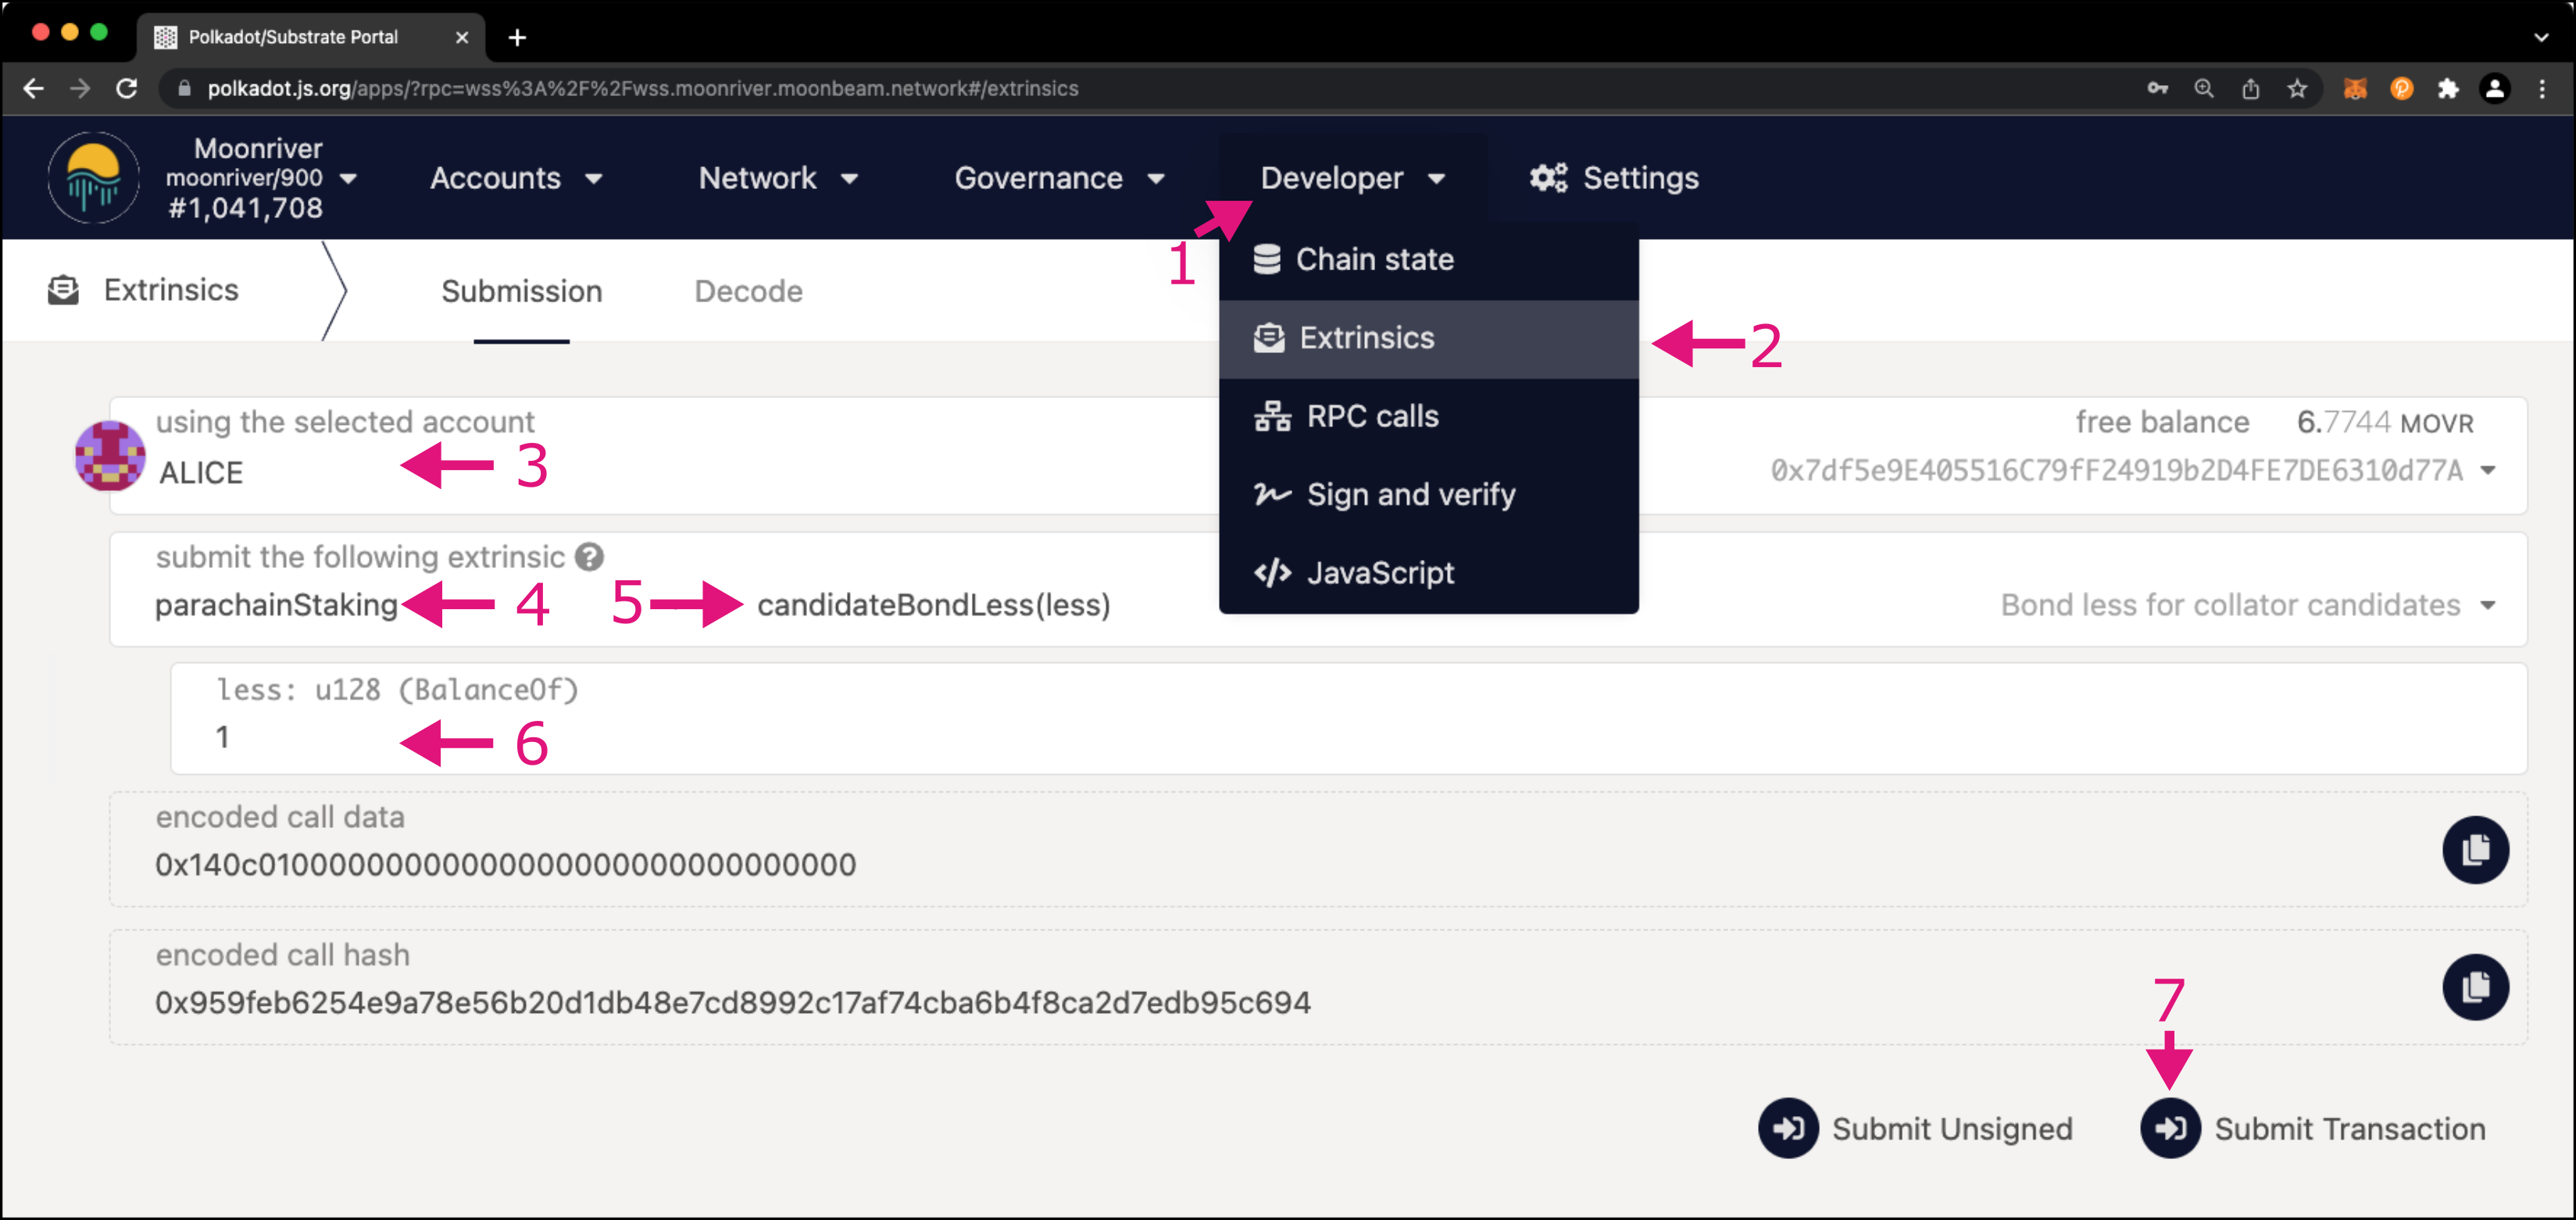 Polkadot/Substrate Portal
polkadot.js.org/apps/?rpc=wss%3A%2F%2Fwss.moonriver.moonbeam.network#/extrinsics
Moonriver
moonriver/900
#1,041,708
Accounts
Network
Governance
Developer
Settings
1
Chain state
Extrinsics
RPC calls
Sign and verify
JavaScript
2
Extrinsics
Submission
Decode
using the selected account
ALICE
3
free balance 6.7744 MOVR
0x7df5e9E405516C79fF24919b2D4FE7DE6310d77A
submit the following extrinsic ?
parachainStaking 4 5 candidateBondLess(less)
Bond less for collator candidates
less: u128 (BalanceOf)
1
6
encoded call data
0x140c01000000000000000000000000000000
encoded call hash
0x959feb6254e9a78e56b20d1db48e7cd8992c17af74cba6b4f8ca2d7edb95c694
7
Submit Unsigned
Submit Transaction